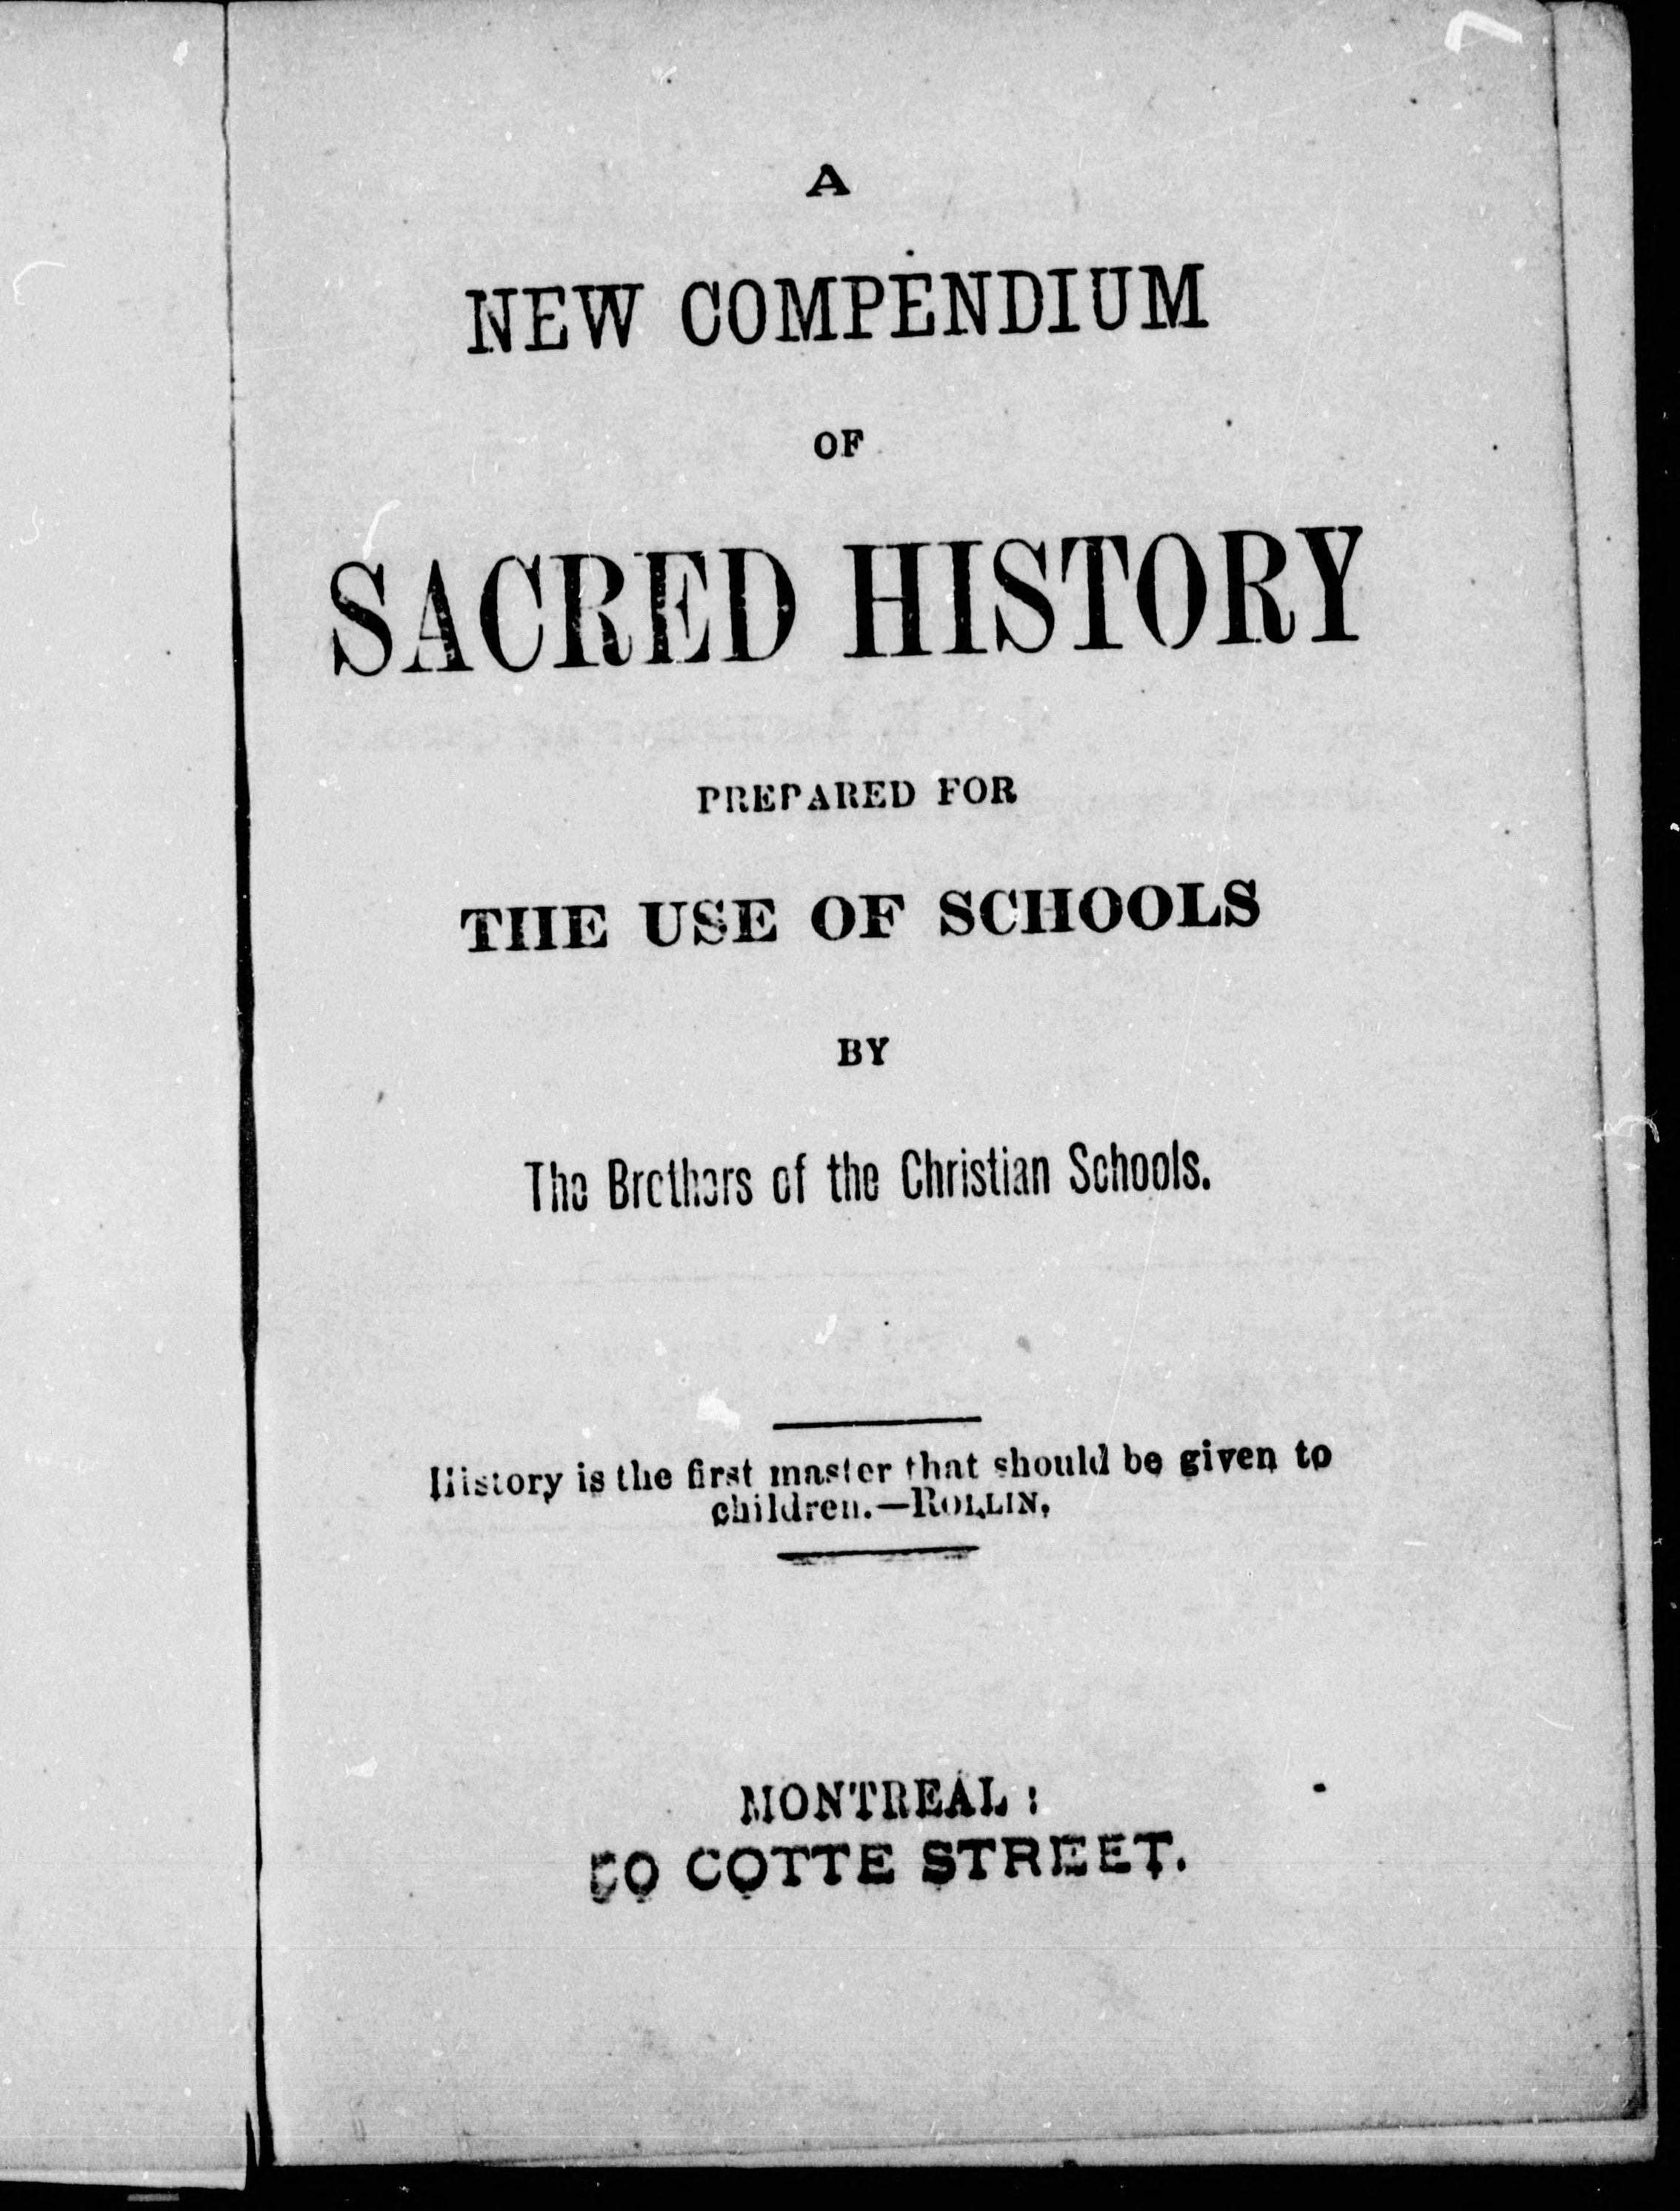 A
NEW COMPENDIUM
OF
SACRED HISTORY
PREPARED FOR
THE USE OF SCHOOLS
BY
The Brothers of the Christian Schools.
History is the first master that should be given to
children.—ROLLIN.
MONTREAL:
COTTE STREET.